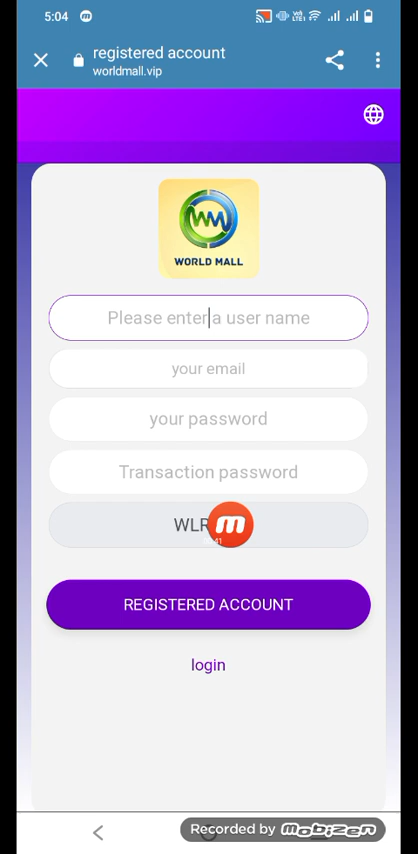 5:04
registered account
worldmall.vip
WM
WORLD MALL
Please enter a user name
your email
your password
Transaction password
m
REGISTERED ACCOUNT
login
Recorded by mobizen